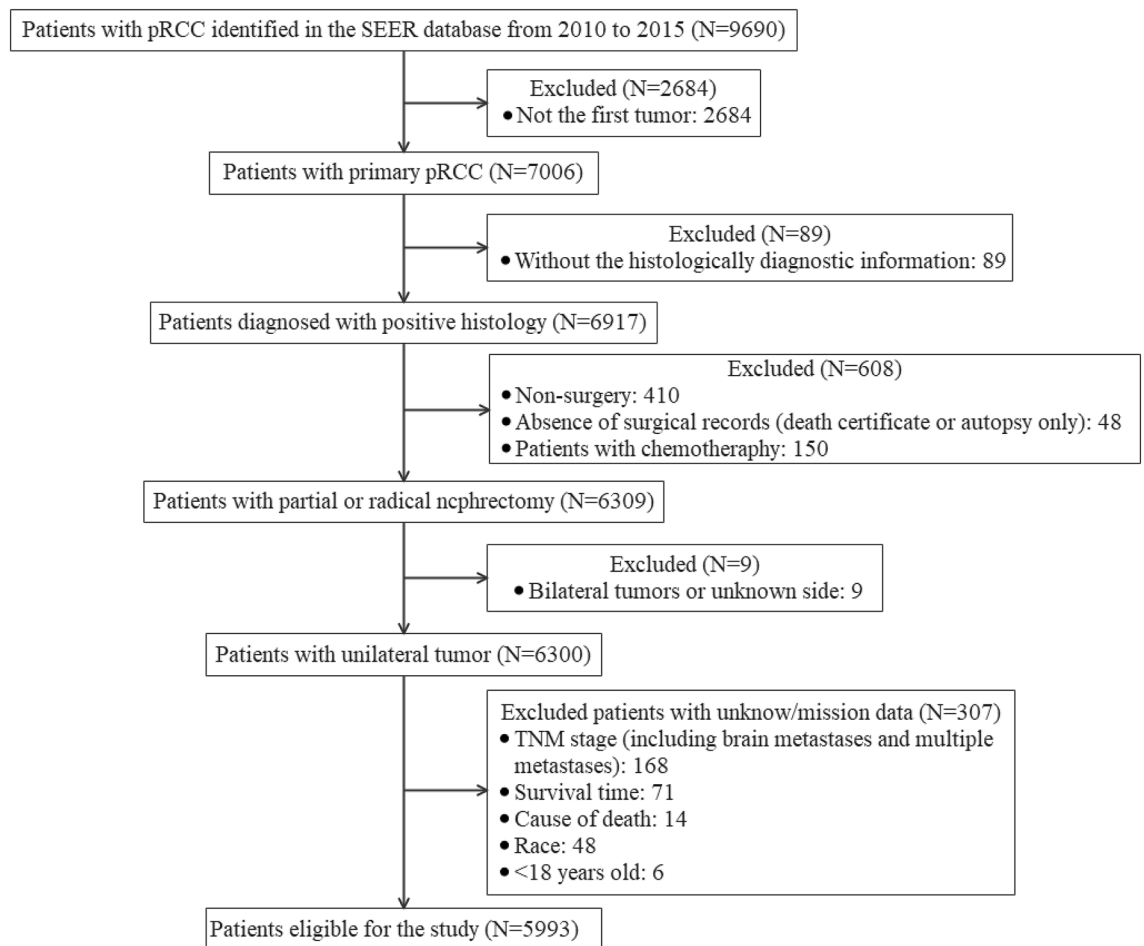 Patients with pRCC identified in the SEER database from 2010 to 2015 (N=9690)
Excluded (N=2684)
● Not the first tumor: 2684
Patients with primary pRCC (N=7006)
Excluded (N=89)
● Without the histologically diagnostic information: 89
Patients diagnosed with positive histology (N=6917)
Excluded (N=608)
● Non-surgery: 410
● Absence of surgical records (death certificate or autopsy only): 48
● Patients with chemotheraphy: 150
Patients with partial or radical ncphrectomy (N=6309)
Excluded (N=9)
● Bilateral tumors or unknown side: 9
Patients with unilateral tumor (N=6300)
Excluded patients with unknow/mission data (N=307)
● TNM stage (including brain metastases and multiple
metastases): 168
● Survival time: 71
● Cause of death: 14
● Race: 48
● <18 years old: 6
Patients eligible for the study (N=5993)